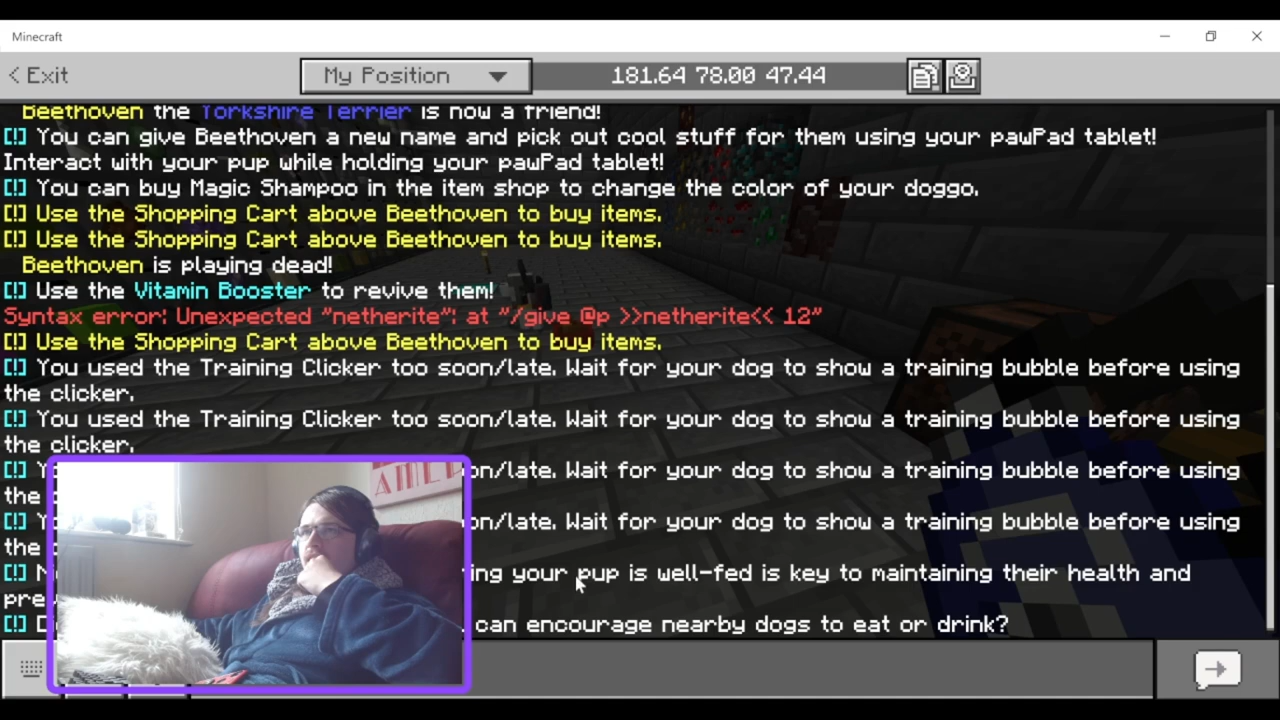 Minecraft
< Exit
My Position
181.64 78.00 47.44
Beethoven the Yorkshire Terrier is now a friend!
[!] You can give Beethoven a new name and pick out cool stuff for them using your pawPad tablet!
Interact with your pup while holding your pawPad tablet!
[!] You can buy Magic Shampoo in the item shop to change the color of your doggo.
[!] Use the Shopping Cart above Beethoven to buy items.
[!] Use the Shopping Cart above Beethoven to buy items.
Beethoven is playing dead!
[!] Use the Vitamin Booster to revive them!
Syntax error: Unexpected "netherite": at "/give @p >>netherite<< 12"
[!] Use the Shopping Cart above Beethoven to buy items.
[!] You used the Training Clicker too soon/late. Wait for your dog to show a training bubble before using
the clicker.
[!] You used the Training Clicker too soon/late. Wait for your dog to show a training bubble before using
the clicker.
[!] on/late. Wait for your dog to show a training bubble before using
the
[!] on/late. Wait for your dog to show a training bubble before using
the
[!] ing your pup is well-fed is key to maintaining their health and
[!] can encourage nearby dogs to eat or drink?